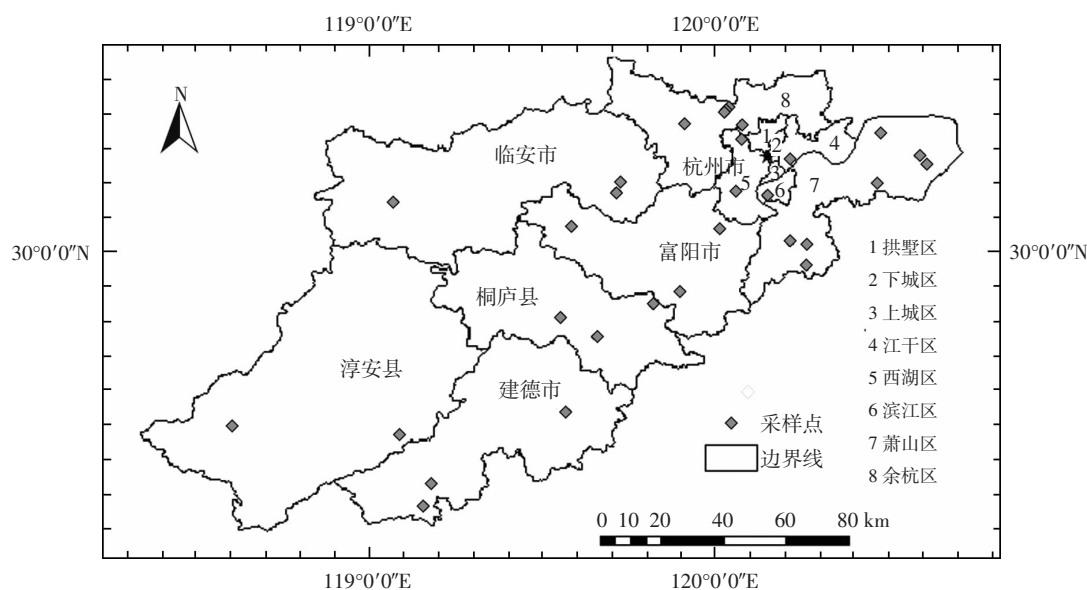 119°0′0″E
120°0′0″E
N
8
1
2
4
临安市
杭州市
1
3
5
6
7
30°0′0″N
富阳市
30°0′0″N
1 拱墅区
桐庐县
2 下城区
3 上城区
4 江干区
淳安县
建德市
5 西湖区
6 滨江区
采样点
7 萧山区
边界线
8 余杭区
0 10 20 40 60 80 km
119°0′0″E
120°0′0″E